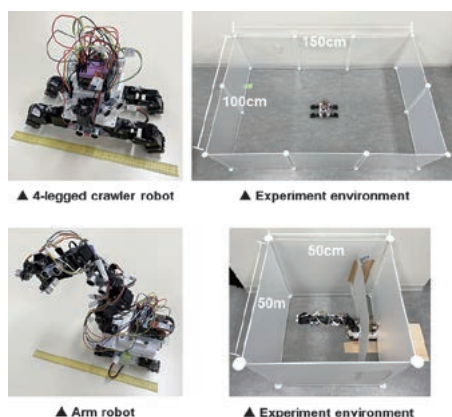 150cm
100cm
▲ 4-legged crawler robot
▲ Experiment environment
50cm
50m
▲ Arm robot
▲ Experiment environment